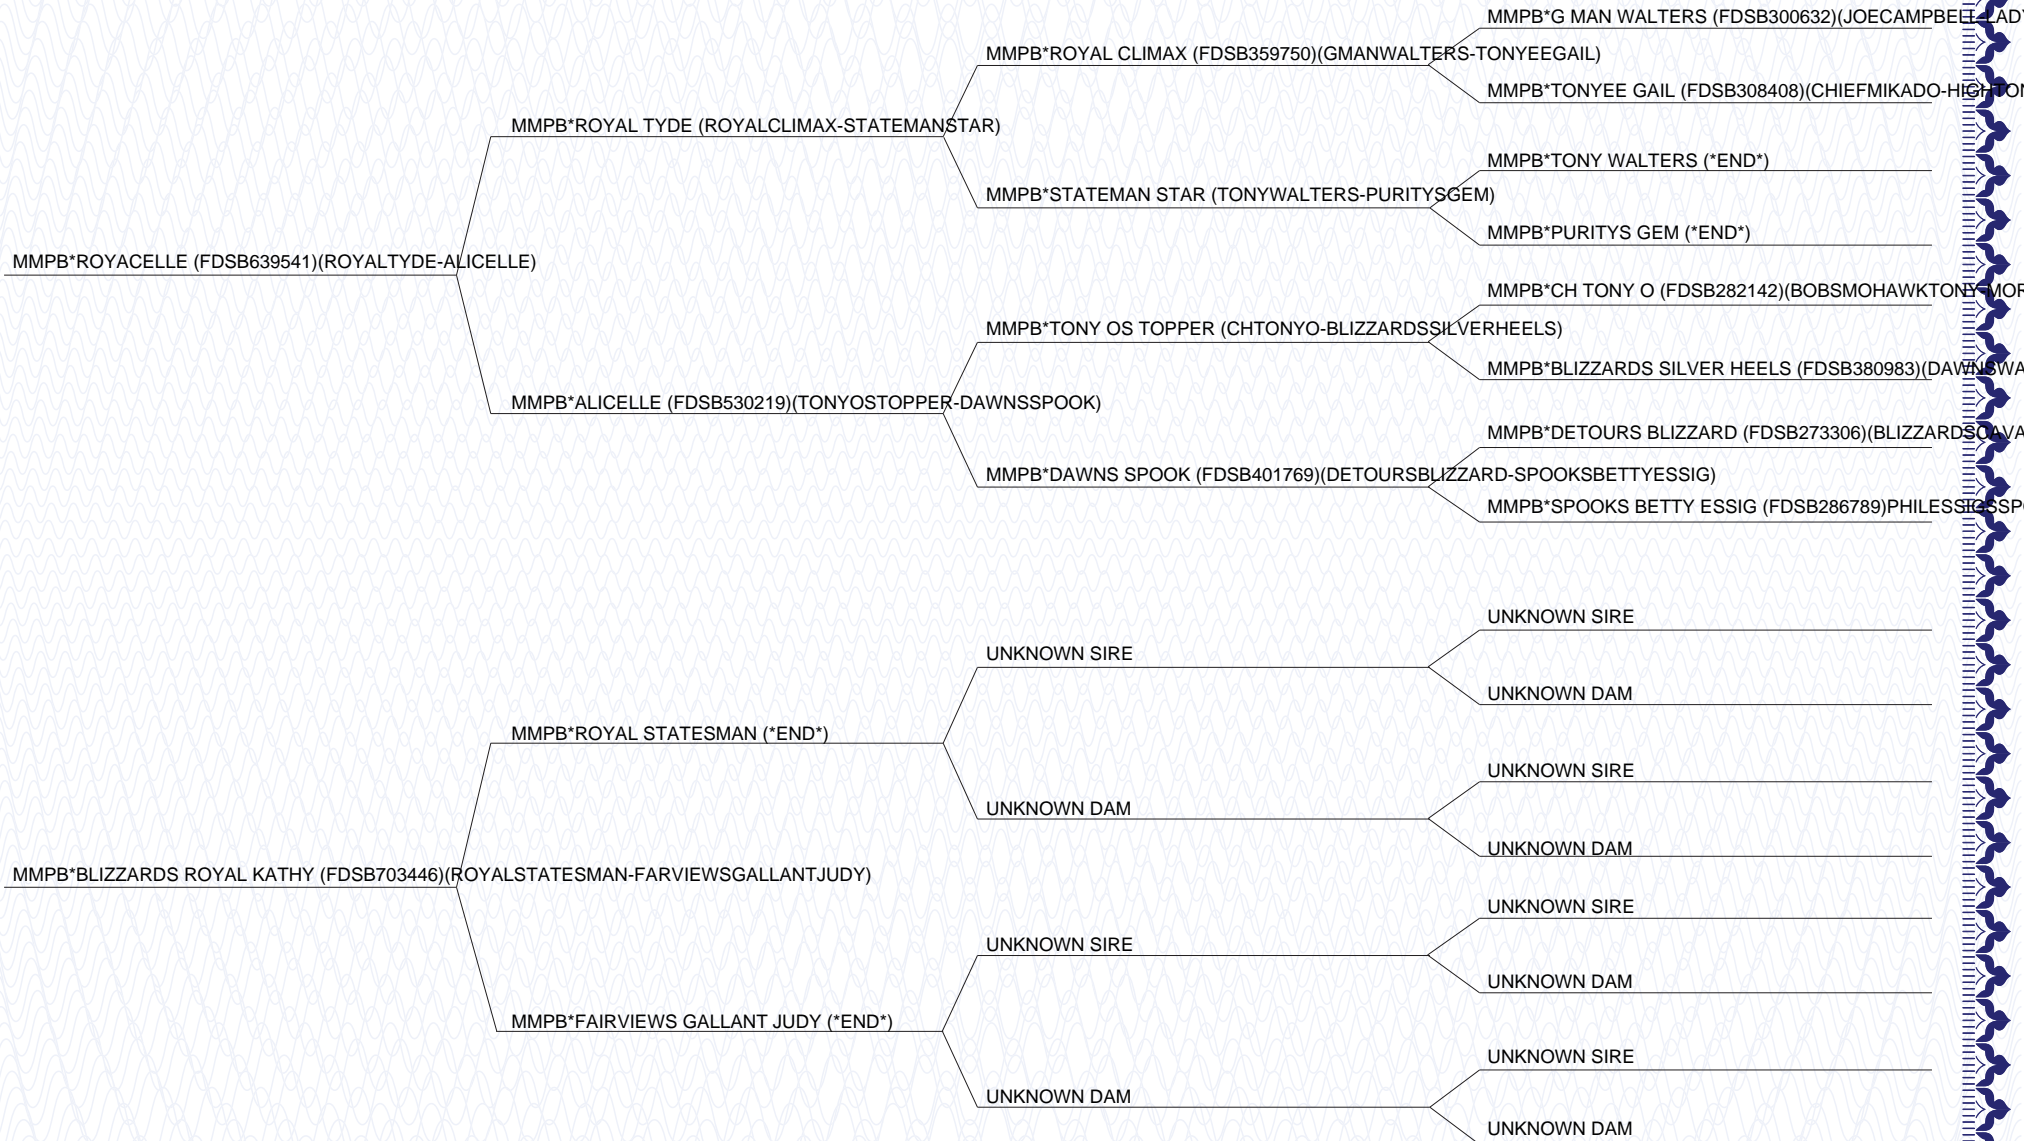 MMPB*G MAN WALTERS (FDSB300632)(JOECAMPBELL-LADY
MMPB*ROYAL CLIMAX (FDSB359750)(GMANWALTERS-TONYEEGAIL)
MMPB*TONYEE GAIL (FDSB308408)(CHIEFMIKADO-HIGHTON
MMPB*ROYAL TYDE (ROYALCLIMAX-STATEMANSTAR)
MMPB*TONY WALTERS (*END*)
MMPB*STATEMAN STAR (TONYWALTERS-PURITYSGEM)
MMPB*PURITYS GEM (*END*)
MMPB*ROYACELLE (FDSB639541)(ROYALTYDE-ALICELLE)
MMPB*CH TONY O (FDSB282142)(BOBSMOHAWKTONY-MOR
MMPB*TONY OS TOPPER (CHTONYO-BLIZZARDSSILVERHEELS)
MMPB*BLIZZARDS SILVER HEELS (FDSB380983)(DAWNSWA
MMPB*ALICELLE (FDSB530219)(TONYOSTOPPER-DAWNSSPOOK)
MMPB*DETOURS BLIZZARD (FDSB273306)(BLIZZARDSCAVA
MMPB*DAWNS SPOOK (FDSB401769)(DETOURSBLIZZARD-SPOOKSBETTYESSIG)
MMPB*SPOOKS BETTY ESSIG (FDSB286789)PHILESSIGSSPO
UNKNOWN SIRE
UNKNOWN SIRE
UNKNOWN DAM
MMPB*ROYAL STATESMAN (*END*)
UNKNOWN SIRE
UNKNOWN DAM
UNKNOWN DAM
MMPB*BLIZZARDS ROYAL KATHY (FDSB703446)(ROYALSTATESMAN-FARVIEWSGALLANTJUDY)
UNKNOWN SIRE
UNKNOWN SIRE
UNKNOWN DAM
MMPB*FAIRVIEWS GALLANT JUDY (*END*)
UNKNOWN SIRE
UNKNOWN DAM
UNKNOWN DAM